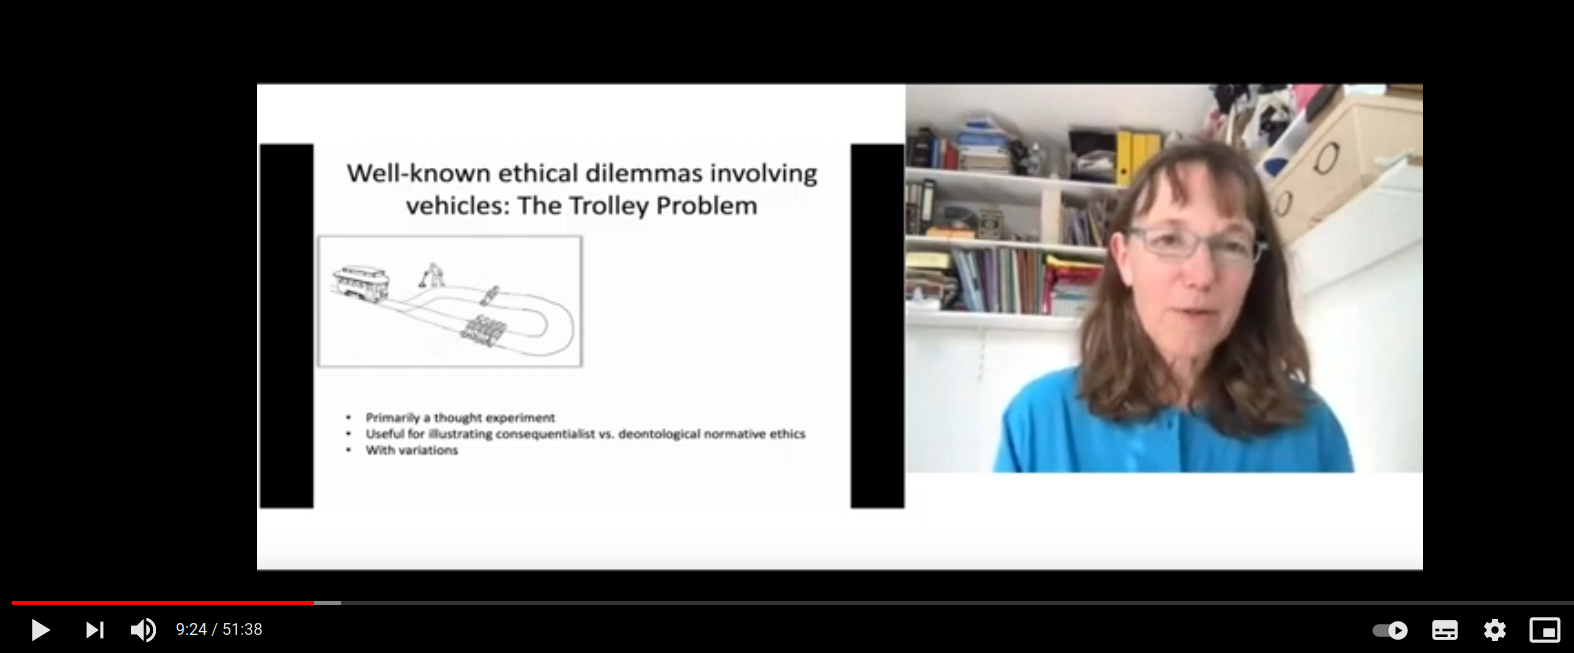 Well-known ethical dilemmas involving
vehicles: The Trolley Problem
• Primarily a thought experiment
• Useful for illustrating consequentialist vs. deontological normative ethics
• With variations
9:24 / 51:38